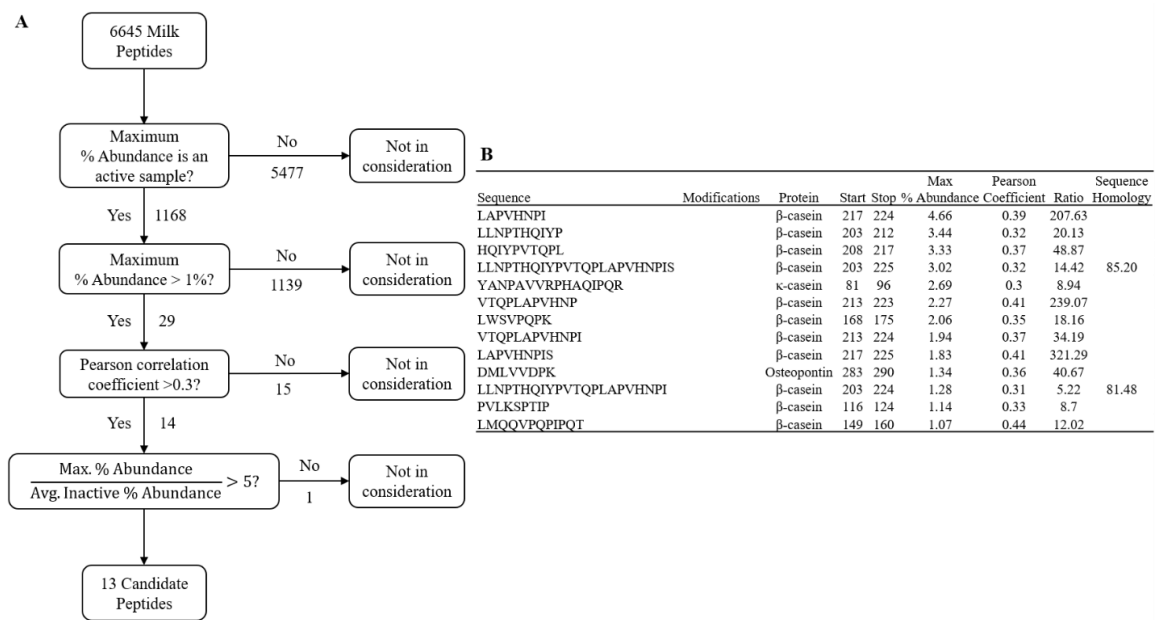 A
6645 Milk
Peptides
Maximum
% Abundance is an
active sample?
No
5477
Not in
consideration
Yes 1168
Maximum
% Abundance > 1%?
No
1139
Not in
consideration
Yes 29
Pearson correlation
coefficient >0.3?
No
15
Not in
consideration
Yes 14
Max. % Abundance
Avg. Inactive % Abundance > 5?
No
1
Not in
consideration
13 Candidate
Peptides
B
Max Pearson Sequence
Sequence Modifications Protein Start Stop % Abundance Coefficient Ratio Homology
LAPVHNPI β-casein 217 224 4.66 0.39 207.63
LLNPTHQIYP β-casein 203 212 3.44 0.32 20.13
HQIYPVTQPL β-casein 208 217 3.33 0.37 48.87
LLNPTHQIYPVTQPLAPVHNPIS β-casein 203 225 3.02 0.32 14.42 85.20
YANPAVVRPHAQIPQR κ-casein 81 96 2.69 0.3 8.94
VTQPLAPVHNP β-casein 213 223 2.27 0.41 239.07
LWSVPQPK β-casein 168 175 2.06 0.35 18.16
VTQPLAPVHNPI β-casein 213 224 1.94 0.37 34.19
LAPVHNPIS β-casein 217 225 1.83 0.41 321.29
DMLVVDPK Osteopontin 283 290 1.34 0.36 40.67
LLNPTHQIYPVTQPLAPVHNPI β-casein 203 224 1.28 0.31 5.22 81.48
PVLKSPTIP β-casein 116 124 1.14 0.33 8.7
LMQQVPQPIPQT β-casein 149 160 1.07 0.44 12.02